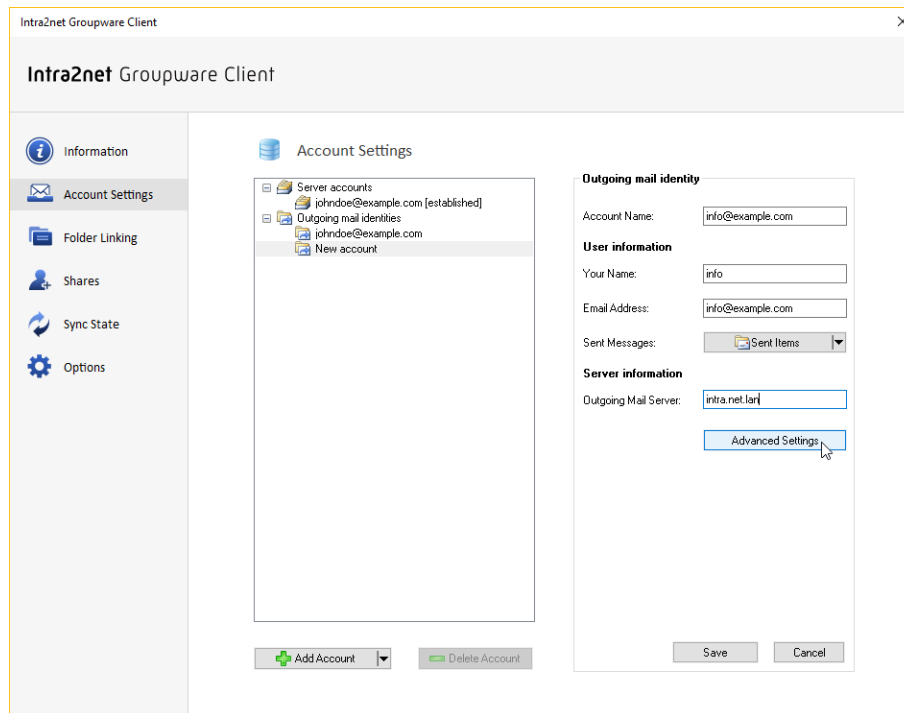 Intra2net Groupware Client
Intra2net Groupware Client
Information
Account Settings
Folder Linking
Shares
Sync State
Options
Account Settings
Server accounts
johndoe@example.com [established]
Outgoing mail identities
johndoe@example.com
New account
Add Account
Delete Account
Outgoing mail identity
Account Name: info@example.com
User information
Your Name: info
Email Address: info@example.com
Sent Messages: Sent Items
Server information
Outgoing Mail Server: intra.net.lan
Advanced Settings
Save Cancel